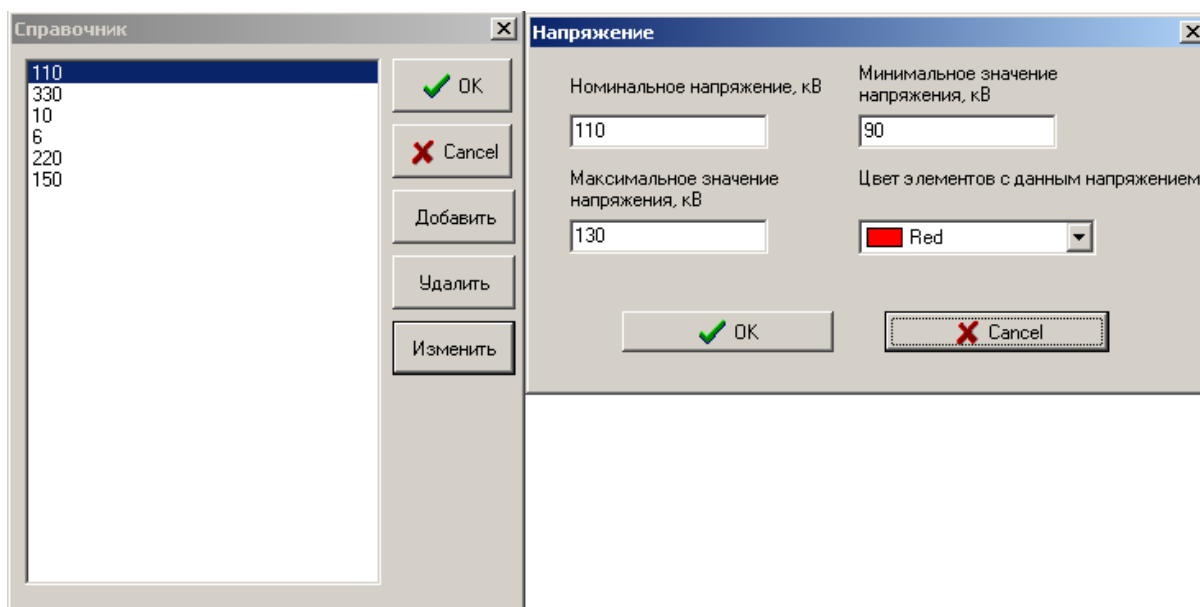 Справочник
110
330
10
6
220
150
OK
Cancel
Добавить
Удалить
Изменить
Напряжение
Номинальное напряжение, кВ
110
Минимальное значение
напряжения, кВ
90
Максимальное значение
напряжения, кВ
130
Цвет элементов с данным напряжением
Red
OK
Cancel